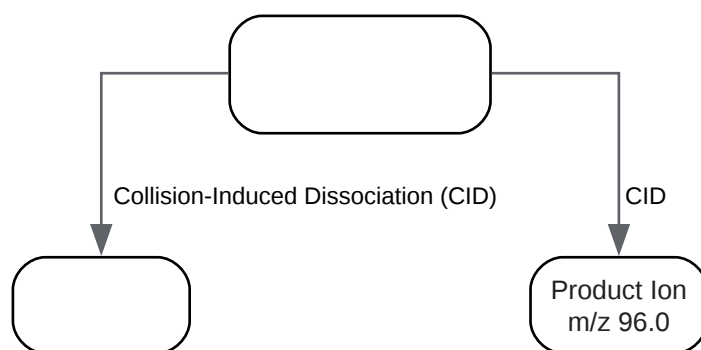 Collision-Induced Dissociation (CID)
CID
Product Ion
m/z 96.0